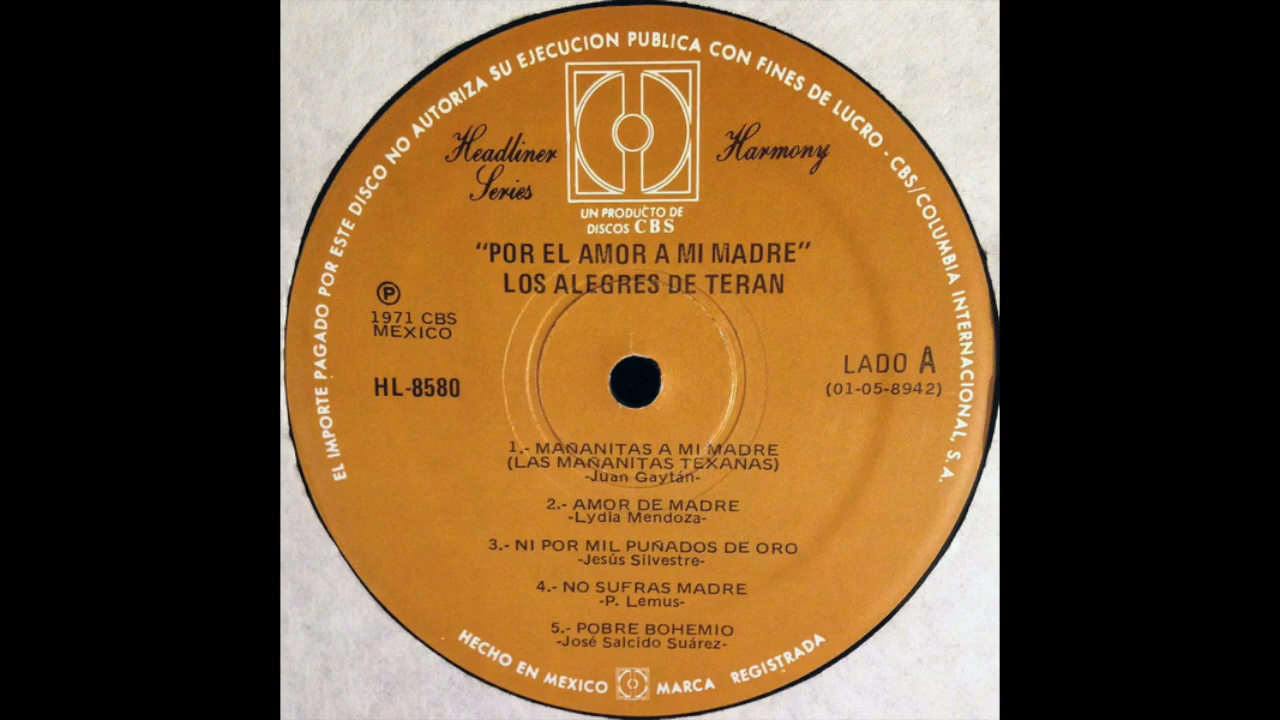 EL IMPORTE PAGADO POR ESTE DISCO NO AUTORIZA SU EJECUCION PUBLICA CON FINES DE LUCRO - CBS/COLUMBIA INTERNACIONAL, S. A.
Headliner
Series
Harmony
UN PRODUCTO DE
DISCOS CBS
"POR EL AMOR A MI MADRE"
LOS ALEGRES DE TERAN
P
1971 CBS
MEXICO
HL-8580
LADO A
(01-05-8942)
1.- MAÑANITAS A MI MADRE
(LAS MAÑANITAS TEXANAS)
-Juan Gaytán-
2.- AMOR DE MADRE
-Lydia Mendoza-
3.- NI POR MIL PUÑADOS DE ORO
-Jesús Silvestre-
4.- NO SUFRAS MADRE
-P. Lemus-
5.- POBRE BOHEMIO
-José Salcido Suárez-
HECHO EN MEXICO MARCA REGISTRADA